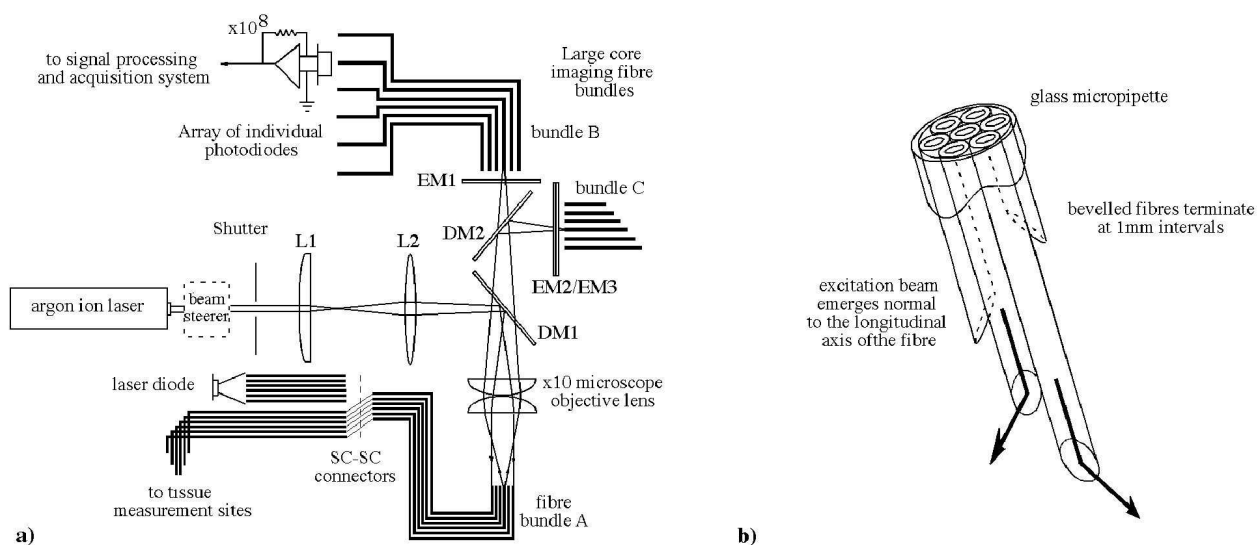 x10 8
to signal processing
and acquisition system
Large core
imaging fibre
bundles
Array of individual
photodiodes
bundle B
EM1
bundle C
Shutter
DM2
L1
L2
argon ion laser
beam
steerer
EM2/EM3
DM1
laser diode
x10 microscope
objective lens
SC-SC
connectors
to tissue
measurement sites
fibre
bundle A
a)
glass micropipette
bevelled fibres terminate
at 1mm intervals
excitation beam
emerges normal
to the longitudinal
axis of the fibre
b)